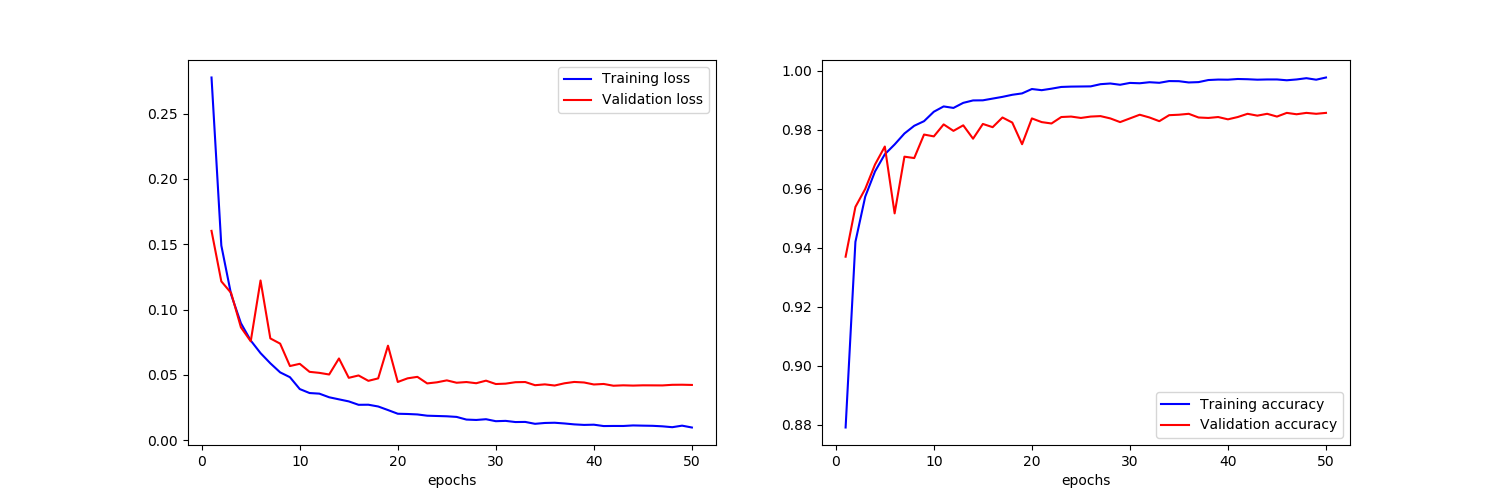 Training loss
Validation loss
0.25
0.20
0.15
0.10
0.05
0.00
0 10 20 30 40 50
epochs
1.00
0.98
0.96
0.94
0.92
0.90
0.88
Training accuracy
Validation accuracy
0 10 20 30 40 50
epochs